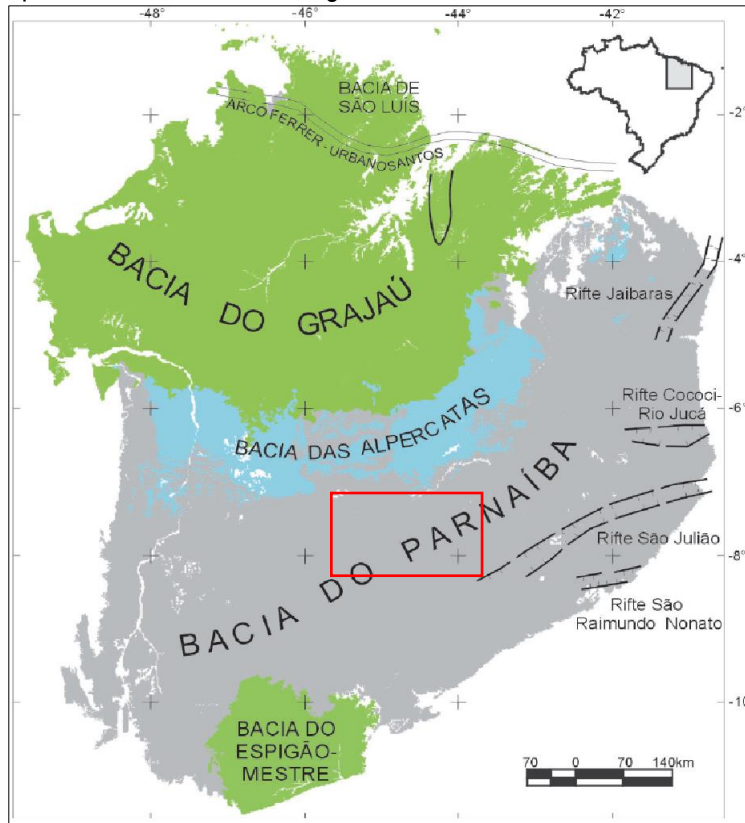 -48°
-46°
-44°
-42°
BACIA DE
SÃO LUÍS
ARCO FERRER - URBANOSANTOS
-2°
BACIA DO GRAJAÚ
-4°
Rifte Jaibaras
Rifte Cococi-
Rio Jucá
-6°
BACIA DAS ALPERCATAS
BACIA DO PARNAÍBA
Rifte São Julião
-8°
Rifte São
Raimundo Nonato
-10
BACIA DO
ESPIGÃO-
MESTRE
70 0 70 140km